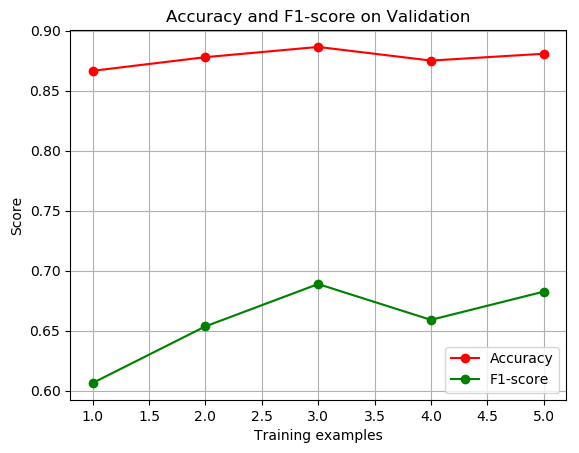 Accuracy and F1-score on Validation
0.90
0.85
0.80
0.75
0.70
0.65
0.60
Score
1.0 1.5 2.0 2.5 3.0 3.5 4.0 4.5 5.0
Training examples
Accuracy
F1-score